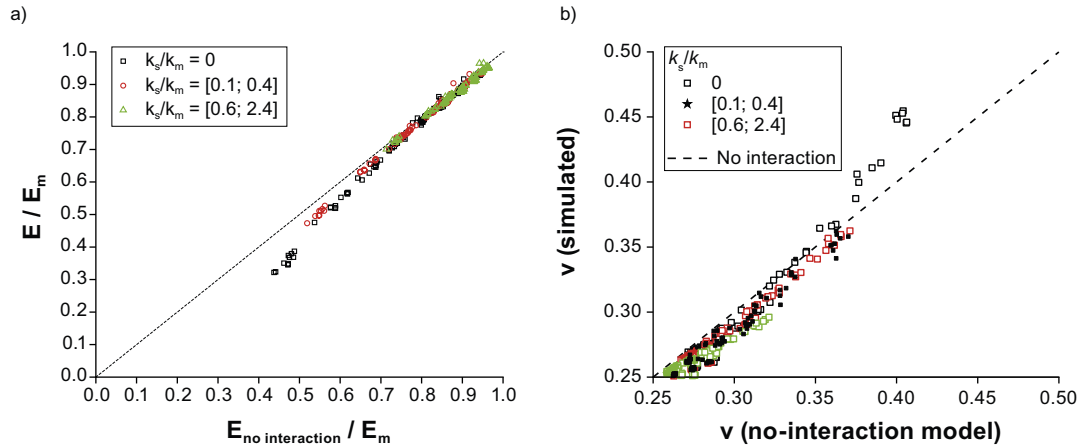 a)
k_s/k_m = 0
k_s/k_m = [0.1; 0.4]
k_s/k_m = [0.6; 2.4]
1.0
0.9
0.8
0.7
0.6
0.5
0.4
0.3
0.2
0.1
0.0
E / E_m
0.0 0.1 0.2 0.3 0.4 0.5 0.6 0.7 0.8 0.9 1.0
E_no interaction / E_m
b)
k_s/k_m
0
[0.1; 0.4]
[0.6; 2.4]
No interaction
0.50
0.45
0.40
0.35
0.30
0.25
v (simulated)
0.25 0.30 0.35 0.40 0.45 0.50
v (no-interaction model)